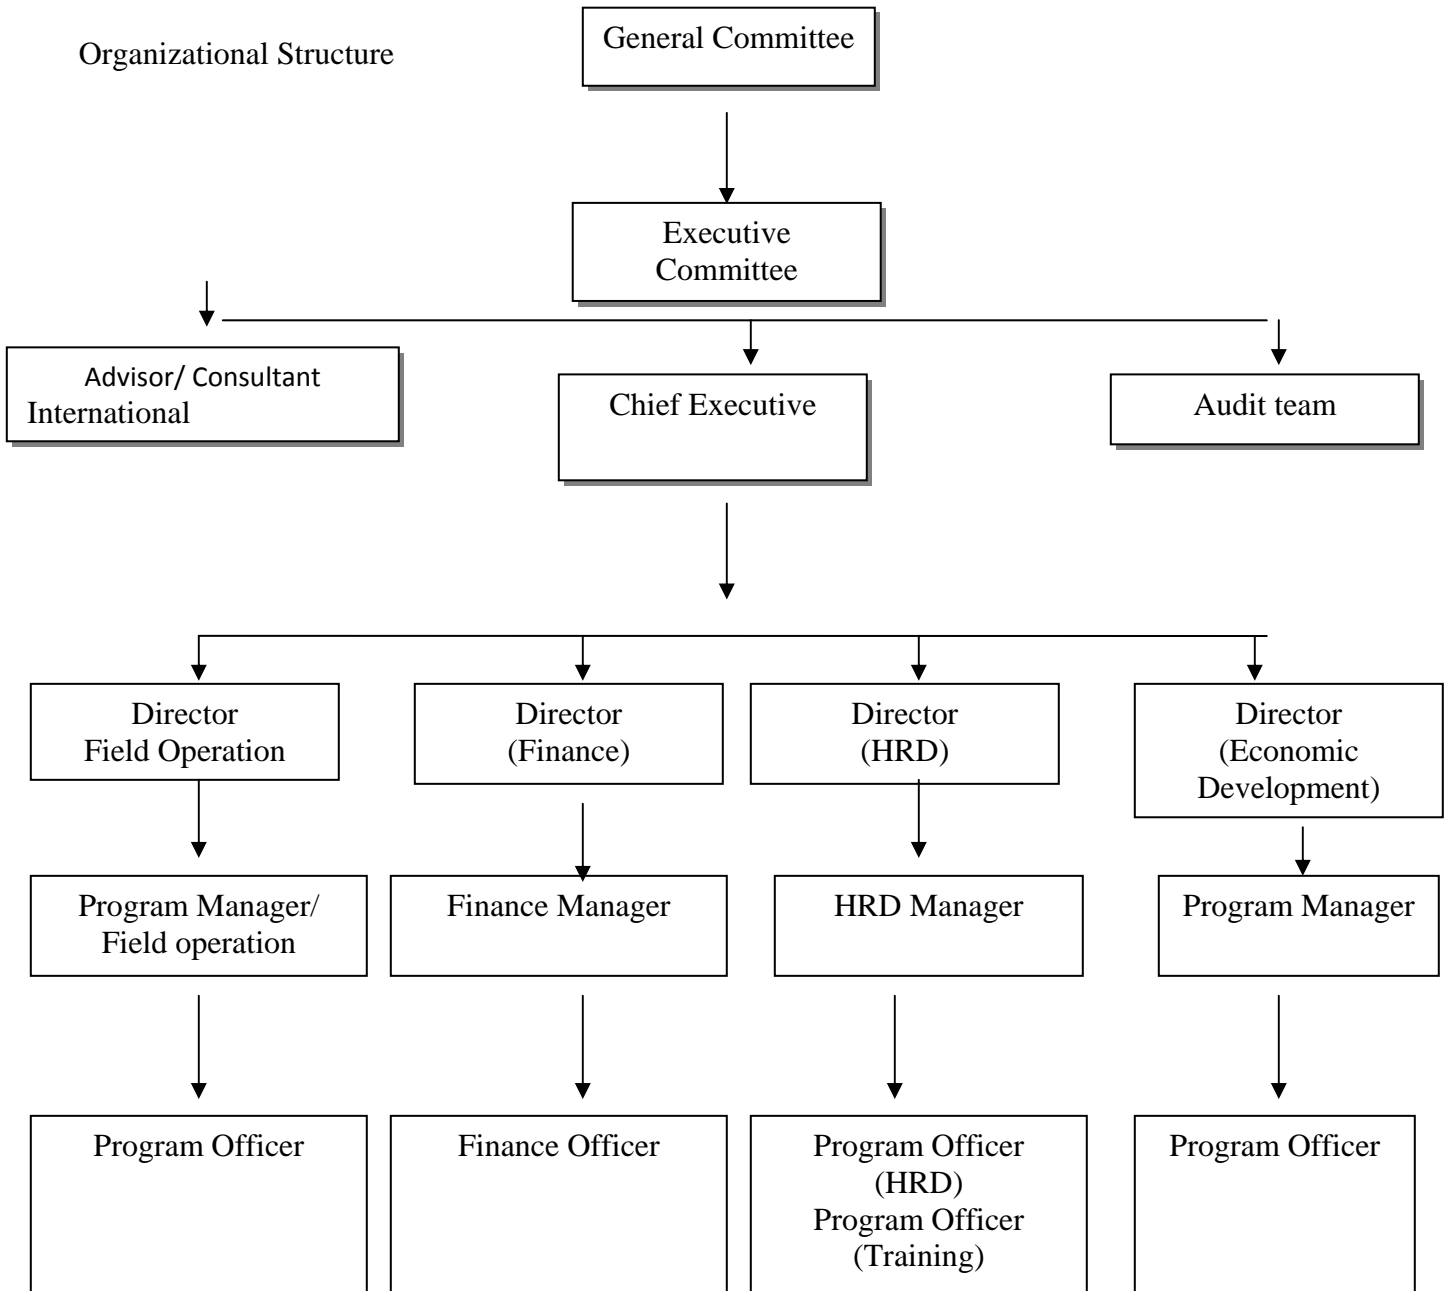 Organizational Structure
General Committee
Executive
Committee
Advisor/ Consultant
International
Chief Executive
Audit team
Director
Field Operation
Director
(Finance)
Director
(HRD)
Director
(Economic
Development)
Program Manager/
Field operation
Finance Manager
HRD Manager
Program Manager
Program Officer
Finance Officer
Program Officer
(HRD)
Program Officer
(Training)
Program Officer